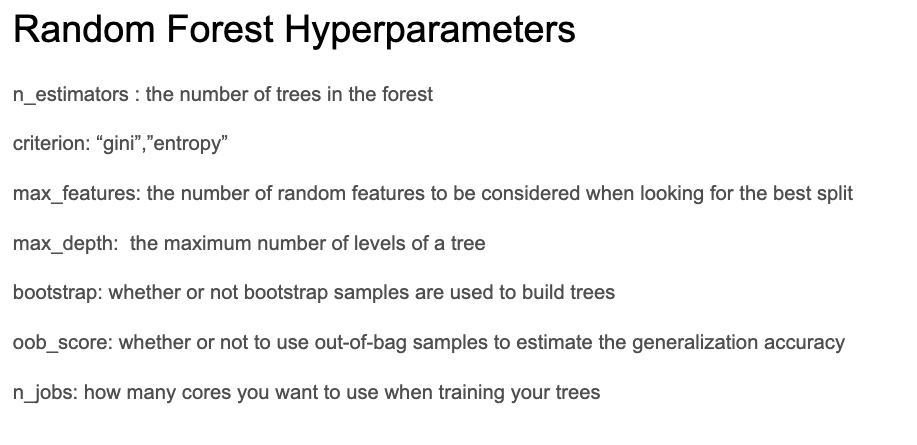 Random Forest Hyperparameters
n_estimators : the number of trees in the forest
criterion: “gini”,”entropy”
max_features: the number of random features to be considered when looking for the best split
max_depth:  the maximum number of levels of a tree
bootstrap: whether or not bootstrap samples are used to build trees
oob_score: whether or not to use out-of-bag samples to estimate the generalization accuracy
n_jobs: how many cores you want to use when training your trees